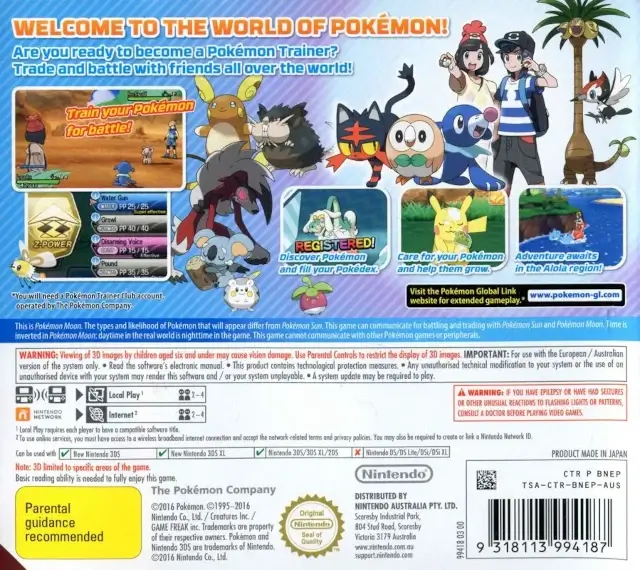 WELCOME TO THE WORLD OF POKÉMON!
Are you ready to become a Pokémon Trainer?
Trade and battle with friends all over the world!
Train your Pokémon
for battle!
Z-POWER
Water Gun
PP 25/25
Super effective
Growl
PP 40/40
Disarming Voice
PP 15/15
Effective
Pound
PP 35/35
REGISTERED!
Discover Pokémon
and fill your Pokédex.
Care for your Pokémon
and help them grow.
Adventure awaits
in the Alola region!
*You will need a Pokémon Trainer Club account,
operated by The Pokémon Company.
Visit the Pokémon Global Link
website for extended gameplay.*
www.pokemon-gl.com
This is Pokémon Moon. The types and likelihood of Pokémon that will appear differ from Pokémon Sun. This game can communicate for battling and trading with Pokémon Sun and Pokémon Moon. Time is
inverted in Pokémon Moon; daytime in the real world is nighttime in the game. This game cannot communicate with other Pokémon games or peripherals.
WARNING: Viewing of 3D images by children aged six and under may cause vision damage. Use Parental Controls to restrict the display of 3D images. IMPORTANT: For use with the European / Australian
version of the system only. • Read the software's electronic manual. • This product contains technological protection measures. • Any unauthorised technical modification to your system or the use of an
unauthorised device with your system may render this software and / or your system unplayable. • A system update may be required to play.
Local Play¹
2-4
NINTENDO
NETWORK
Internet²
2-4
WARNING: IF YOU HAVE EPILEPSY OR HAVE HAD SEIZURES
OR OTHER UNUSUAL REACTIONS TO FLASHING LIGHTS OR PATTERNS,
CONSULT A DOCTOR BEFORE PLAYING VIDEO GAMES.
1 Local Play requires each player to have a compatible software title.
2 To use online services, you must have access to a wireless broadband internet connection and accept the network-related terms and privacy policies. You may also be required to create or link a Nintendo Network ID.
Can be used with
New Nintendo 3DS
New Nintendo 3DS XL
Nintendo 3DS/3DS XL/2DS
Nintendo DS/DS Lite/DSi/DSi XL
PRODUCT MADE IN JAPAN
Note: 3D limited to specific areas of the game.
Basic reading ability is needed to fully enjoy this game.
Parental
guidance
recommended
The Pokémon Company
©2016 Pokémon. ©1995-2016
Nintendo Co., Ltd. / Creatures Inc. /
GAME FREAK inc. Trademarks are property
of their respective owners. Pokémon and
Nintendo 3DS are trademarks of Nintendo.
©2016 Nintendo Co., Ltd.
Original
Nintendo
Seal of
Quality
Nintendo
DISTRIBUTED BY
NINTENDO AUSTRALIA PTY. LTD.
Scoresby Industrial Park,
804 Stud Road, Scoresby
Victoria 3179 Australia
www.nintendo.com.au
support.nintendo.com.au
99418 03 00
CTR P BNEP
TSA-CTR-BNEP-AUS
9 318113 994187